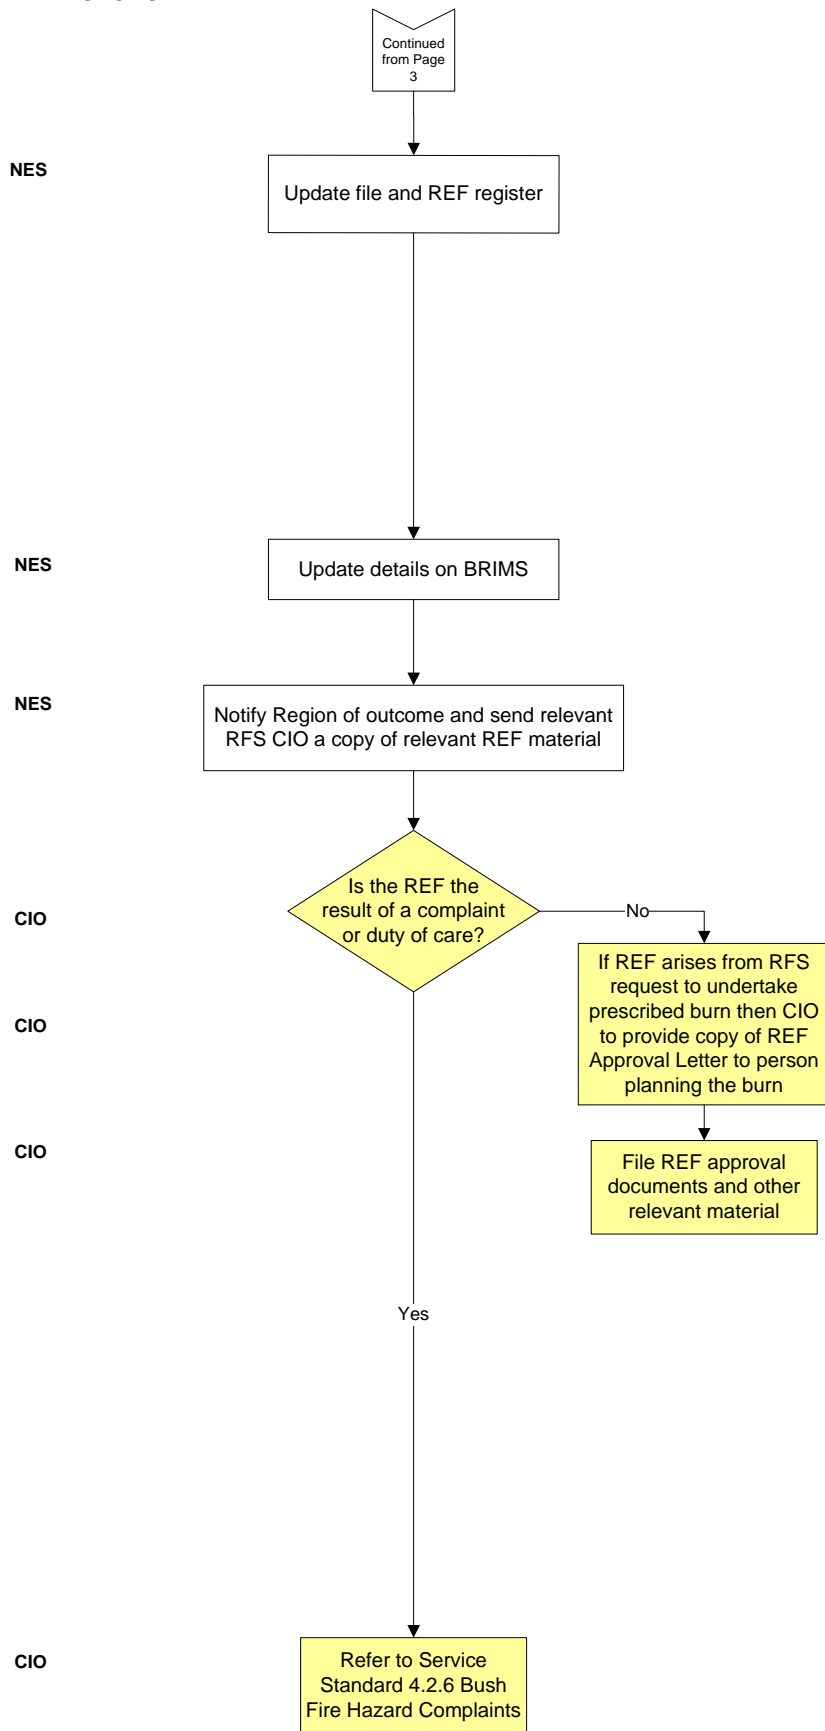 Continued
from Page
3
NES
Update file and REF register
NES
Update details on BRIMS
NES
Notify Region of outcome and send relevant
RFS CIO a copy of relevant REF material
Is the REF the
result of a complaint
or duty of care?
CIO
No
If REF arises from RFS
request to undertake
prescribed burn then CIO
to provide copy of REF
Approval Letter to person
planning the burn
CIO
CIO
File REF approval
documents and other
relevant material
Yes
CIO
Refer to Service
Standard 4.2.6 Bush
Fire Hazard Complaints